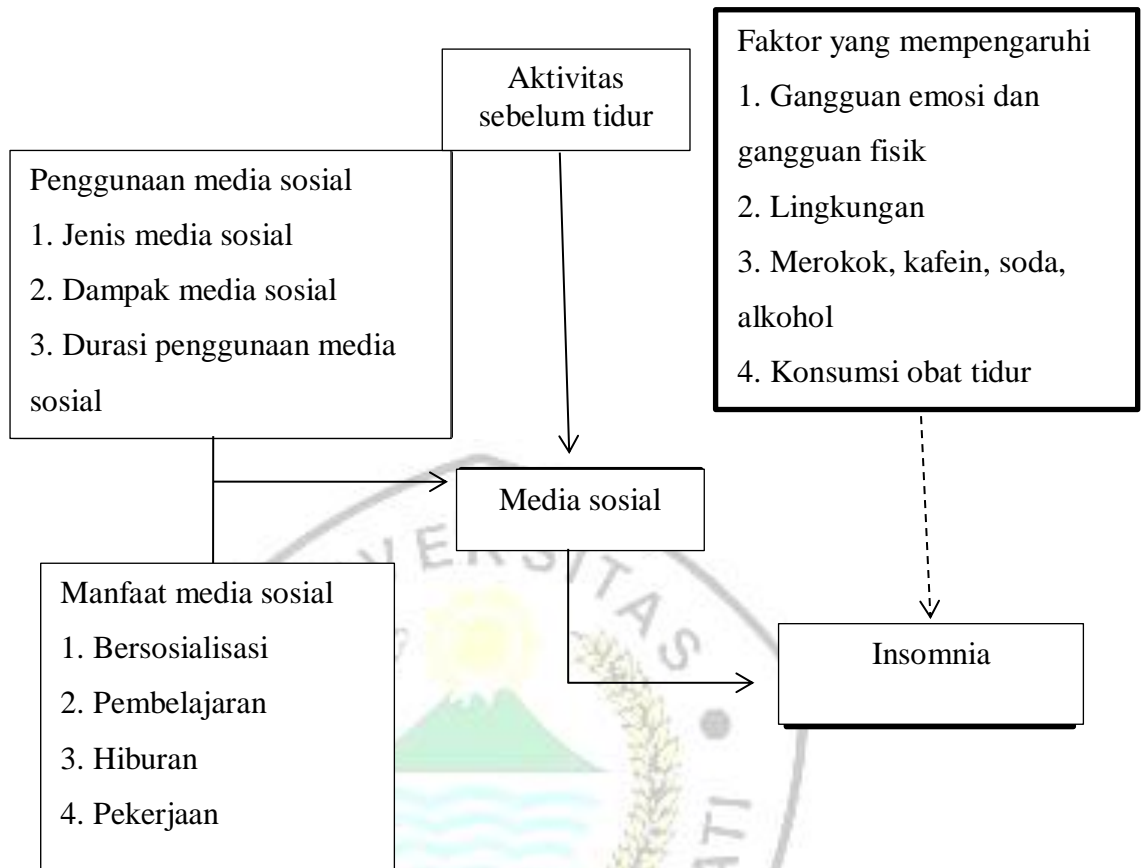 Aktivitas
sebelum tidur
Faktor yang mempengaruhi
1. Gangguan emosi dan
gangguan fisik
2. Lingkungan
3. Merokok, kafein, soda,
alkohol
4. Konsumsi obat tidur
Penggunaan media sosial
1. Jenis media sosial
2. Dampak media sosial
3. Durasi penggunaan media
sosial
Media sosial
Manfaat media sosial
1. Bersosialisasi
2. Pembelajaran
3. Hiburan
4. Pekerjaan
Insomnia
VERSITAS
ATI